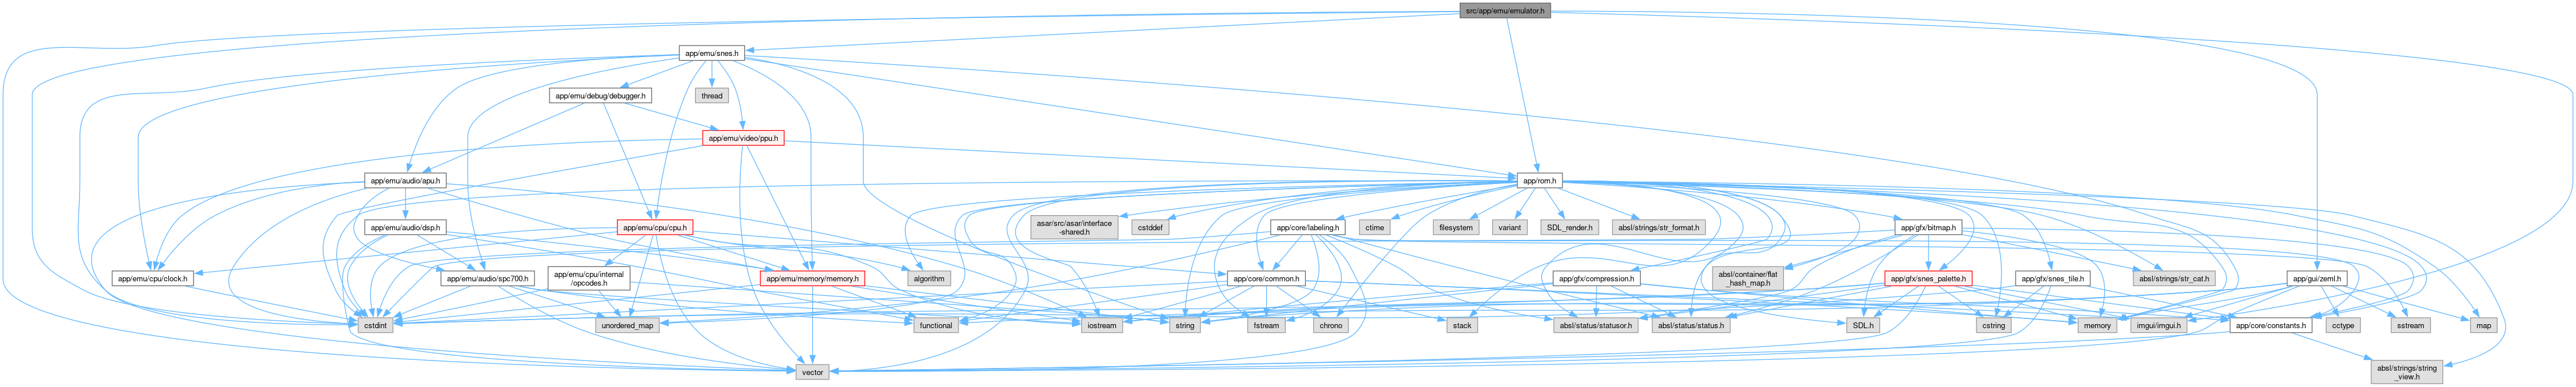 src/app/emu/emulator.h
app/emu/snes.h
app/emu/debug/debugger.h
thread
app/emu/video/ppu.h
app/emu/audio/apu.h
app/rom.h
app/emu/audio/dsp.h
app/emu/cpu/cpu.h
asar/src/asar/interface
-shared.h
cstddef
app/core/labeling.h
ctime
filesystem
variant
SDL_render.h
absl/strings/str_format.h
app/gfx/bitmap.h
app/emu/cpu/clock.h
app/emu/audio/spc700.h
app/emu/cpu/internal
/opcodes.h
app/emu/memory/memory.h
algorithm
app/core/common.h
app/gfx/compression.h
absl/container/flat
_hash_map.h
app/gfx/snes_palette.h
app/gfx/snes_tile.h
absl/strings/str_cat.h
app/gui/zeml.h
cstdint
unordered_map
functional
iostream
string
fstream
chrono
stack
absl/status/statusor.h
absl/status/status.h
SDL.h
cstring
memory
imgui/imgui.h
app/core/constants.h
cctype
sstream
map
vector
absl/strings/string
_view.h